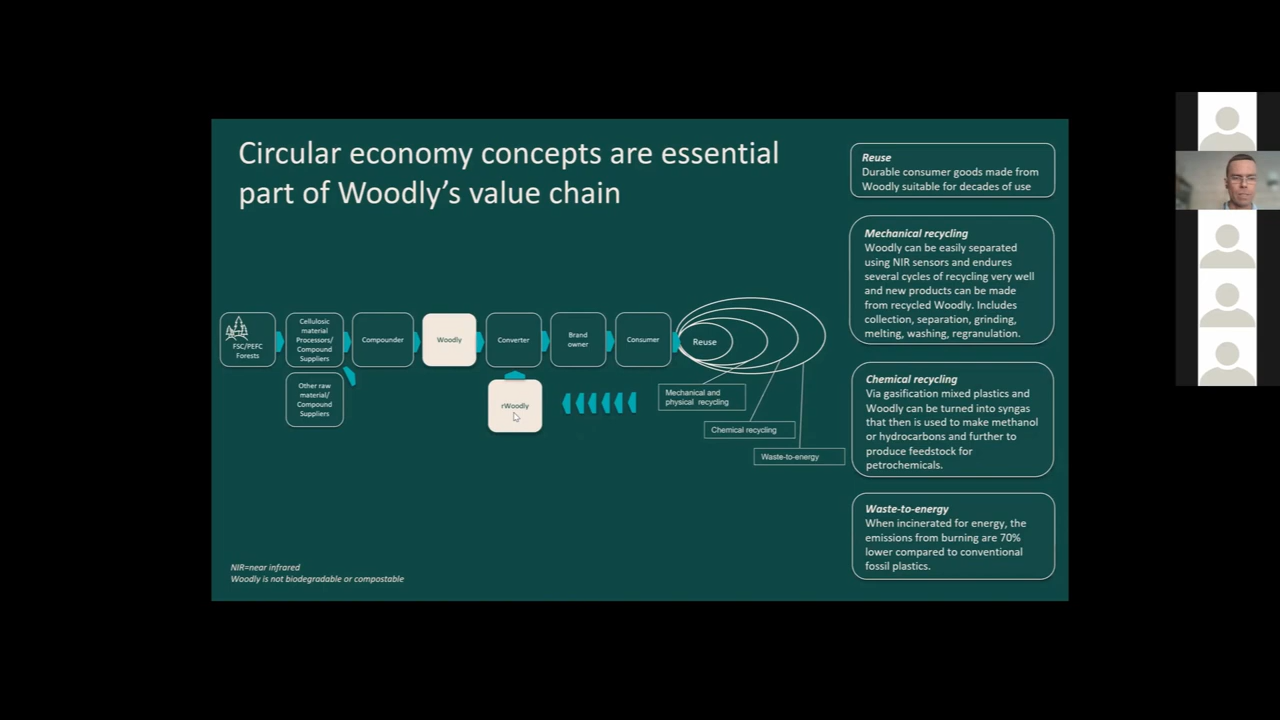 Circular economy concepts are essential
part of Woodly's value chain
FSC/PEFC
Forests
Cellulosic
material
Processors/
Compound
Suppliers
Other raw
material/
Compound
Suppliers
Compounder
Woodly
Converter
rWoodly
Brand
owner
Consumer
Reuse
Mechanical and
physical recycling
Chemical recycling
Waste-to-energy
Reuse
Durable consumer goods made from
Woodly suitable for decades of use
Mechanical recycling
Woodly can be easily separated
using NIR sensors and endures
several cycles of recycling very well
and new products can be made
from recycled Woodly. Includes
collection, separation, grinding,
melting, washing, regranulation.
Chemical recycling
Via gasification mixed plastics and
Woodly can be turned into syngas
that then is used to make methanol
or hydrocarbons and further to
produce feedstock for
petrochemicals.
Waste-to-energy
When incinerated for energy, the
emissions from burning are 70%
lower compared to conventional
fossil plastics.
NIR=near infrared
Woodly is not biodegradable or compostable